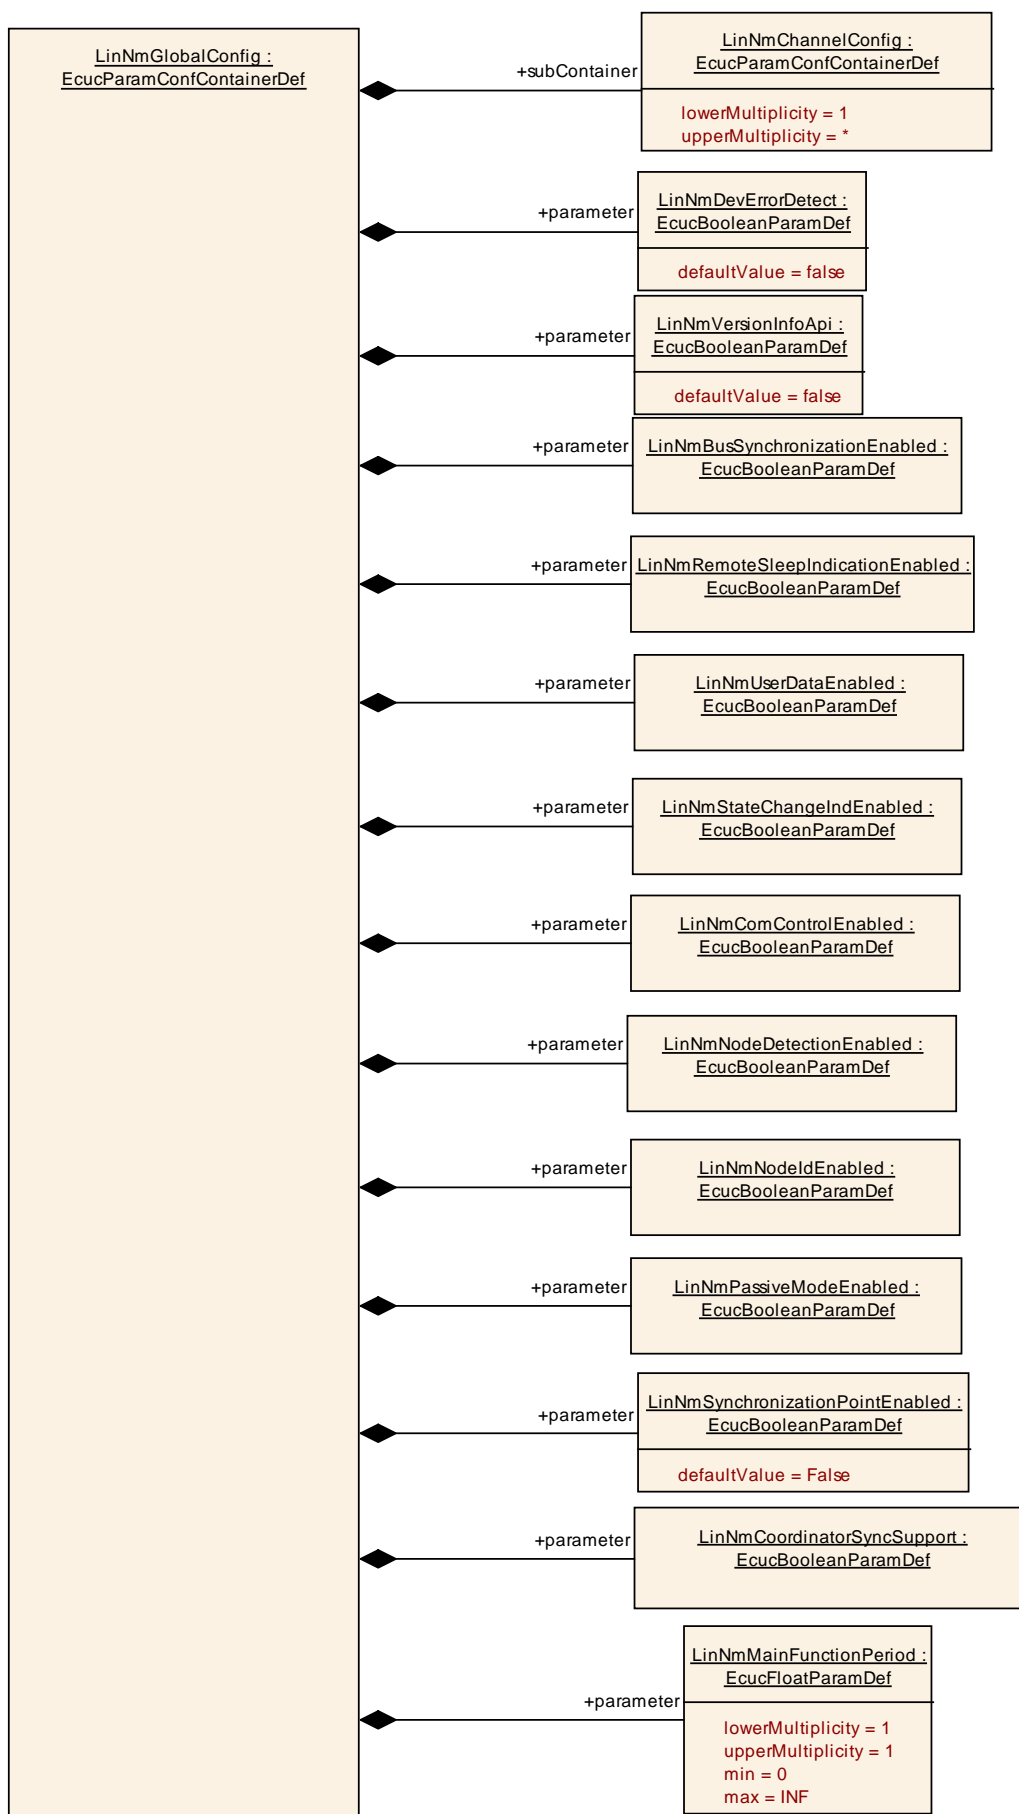 LinNmGlobalConfig :
EcucParamConfContainerDef
+subContainer
LinNmChannelConfig :
EcucParamConfContainerDef
lowerMultiplicity = 1
upperMultiplicity = *
+parameter
LinNmDevErrorDetect :
EcucBooleanParamDef
defaultValue = false
+parameter
LinNmVersionInfoApi :
EcucBooleanParamDef
defaultValue = false
+parameter
LinNmBusSynchronizationEnabled :
EcucBooleanParamDef
+parameter
LinNmRemoteSleepIndicationEnabled :
EcucBooleanParamDef
+parameter
LinNmUserDataEnabled :
EcucBooleanParamDef
+parameter
LinNmStateChangeIndEnabled :
EcucBooleanParamDef
+parameter
LinNmComControlEnabled :
EcucBooleanParamDef
+parameter
LinNmNodeDetectionEnabled :
EcucBooleanParamDef
+parameter
LinNmNodeIdEnabled :
EcucBooleanParamDef
+parameter
LinNmPassiveModeEnabled :
EcucBooleanParamDef
+parameter
LinNmSynchronizationPointEnabled :
EcucBooleanParamDef
defaultValue = False
+parameter
LinNmCoordinatorSyncSupport :
EcucBooleanParamDef
+parameter
LinNmMainFunctionPeriod :
EcucFloatParamDef
lowerMultiplicity = 1
upperMultiplicity = 1
min = 0
max = INF